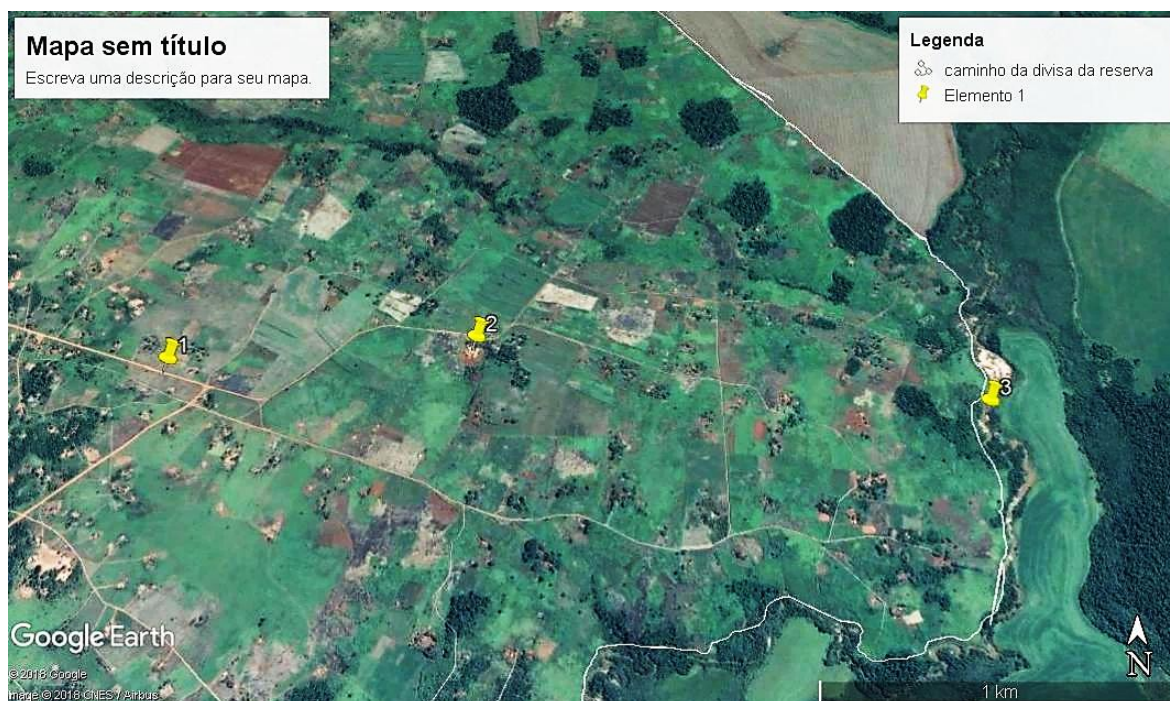 Mapa sem título
Escreva uma descrição para seu mapa.
Legenda
caminho da divisa da reserva
Elemento 1
1
2
3
Google Earth
© 2018 Google
Image © 2018 CNES / Airbus
N
1 km